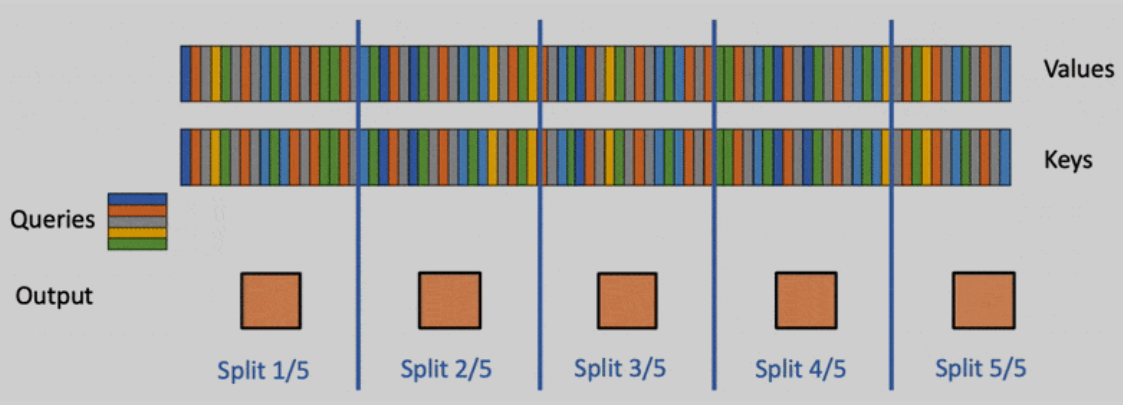 Values
Keys
Queries
Output
Split 1/5
Split 2/5
Split 3/5
Split 4/5
Split 5/5